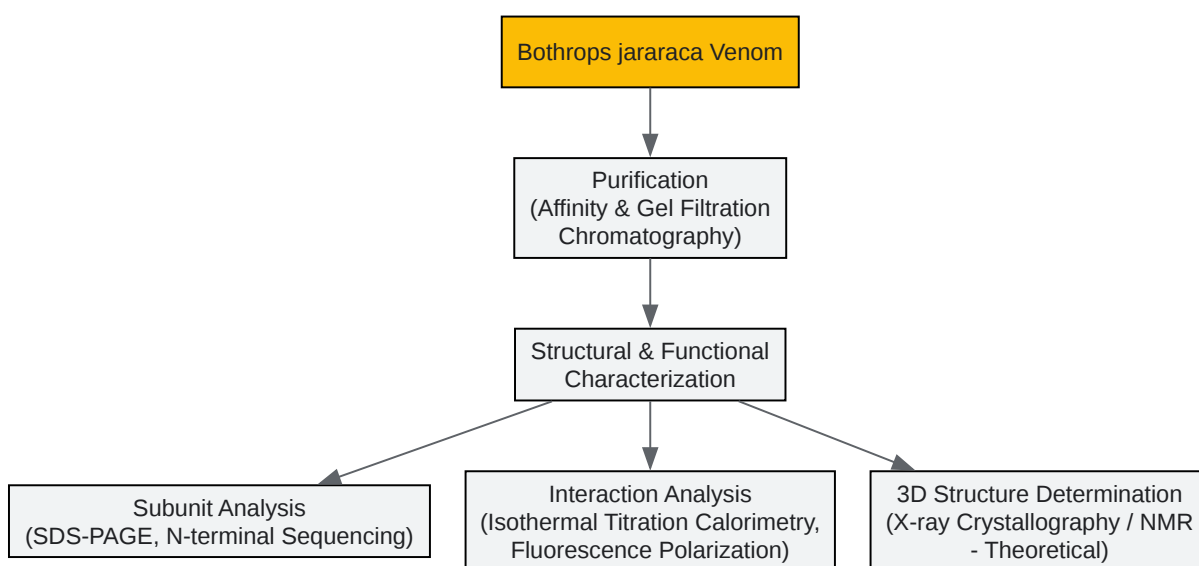 Bothrops jararaca Venom
Purification
(Affinity & Gel Filtration
Chromatography)
Structural & Functional
Characterization
Subunit Analysis
(SDS-PAGE, N-terminal Sequencing)
Interaction Analysis
(Isothermal Titration Calorimetry,
Fluorescence Polarization)
3D Structure Determination
(X-ray Crystallography / NMR
- Theoretical)